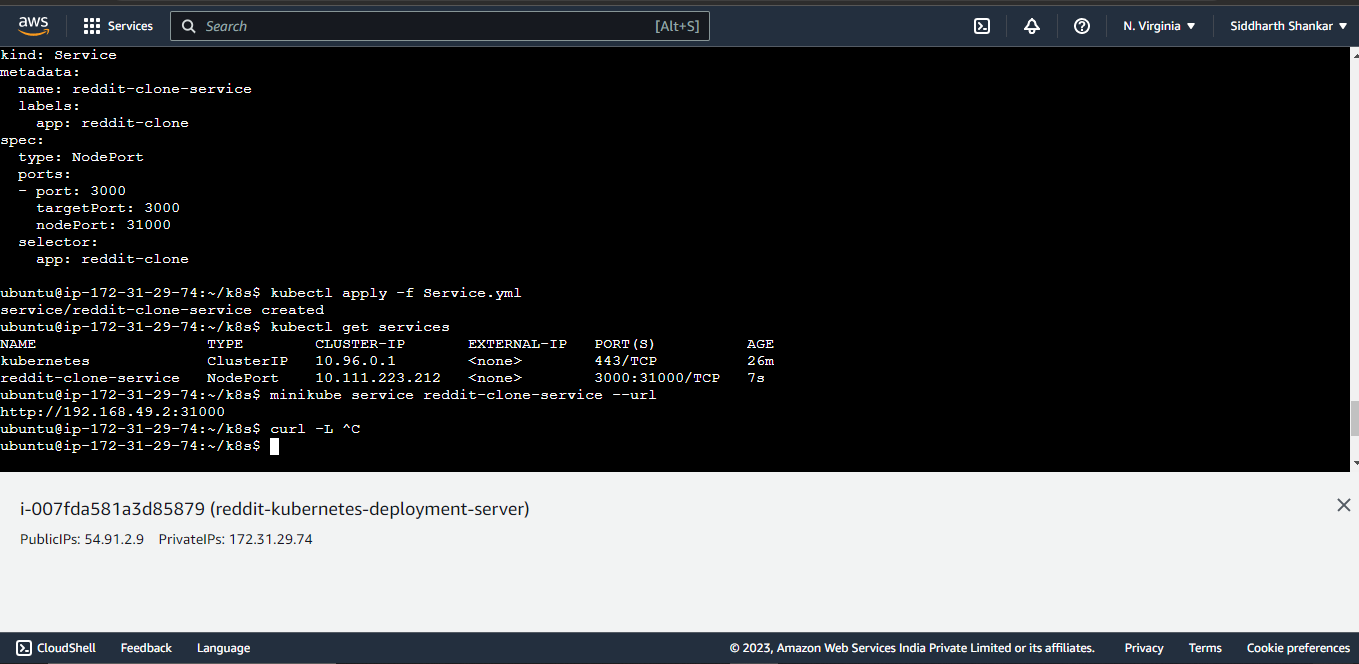 aws Services Search [Alt+S] N. Virginia Siddharth Shankar
kind: Service
metadata:
  name: reddit-clone-service
  labels:
    app: reddit-clone
spec:
  type: NodePort
  ports:
  - port: 3000
    targetPort: 3000
    nodePort: 31000
  selector:
    app: reddit-clone
ubuntu@ip-172-31-29-74:~/k8s$ kubectl apply -f Service.yml
service/reddit-clone-service created
ubuntu@ip-172-31-29-74:~/k8s$ kubectl get services
NAME                   TYPE        CLUSTER-IP       EXTERNAL-IP   PORT(S)          AGE
kubernetes             ClusterIP   10.96.0.1        <none>        443/TCP          26m
reddit-clone-service   NodePort    10.111.223.212   <none>        3000:31000/TCP   7s
ubuntu@ip-172-31-29-74:~/k8s$ minikube service reddit-clone-service --url
http://192.168.49.2:31000
ubuntu@ip-172-31-29-74:~/k8s$ curl -L ^C
ubuntu@ip-172-31-29-74:~/k8s$
i-007fda581a3d85879 (reddit-kubernetes-deployment-server)
PublicIPs: 54.91.2.9 PrivateIPs: 172.31.29.74
CloudShell Feedback Language © 2023, Amazon Web Services India Private Limited or its affiliates. Privacy Terms Cookie preferences